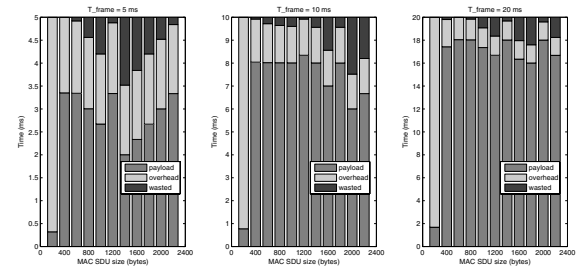 T_frame = 5 ms
5
4.5
4
3.5
3
2.5
2
1.5
1
0.5
0
Time (ms)
payload
overhead
wasted
0 400 800 1200 1600 2000 2400
MAC SDU size (bytes)
T_frame = 10 ms
10
9
8
7
6
5
4
3
2
1
0
Time (ms)
payload
overhead
wasted
0 400 800 1200 1600 2000 2400
MAC SDU size (bytes)
T_frame = 20 ms
20
18
16
14
12
10
8
6
4
2
0
Time (ms)
payload
overhead
wasted
0 400 800 1200 1600 2000 2400
MAC SDU size (bytes)